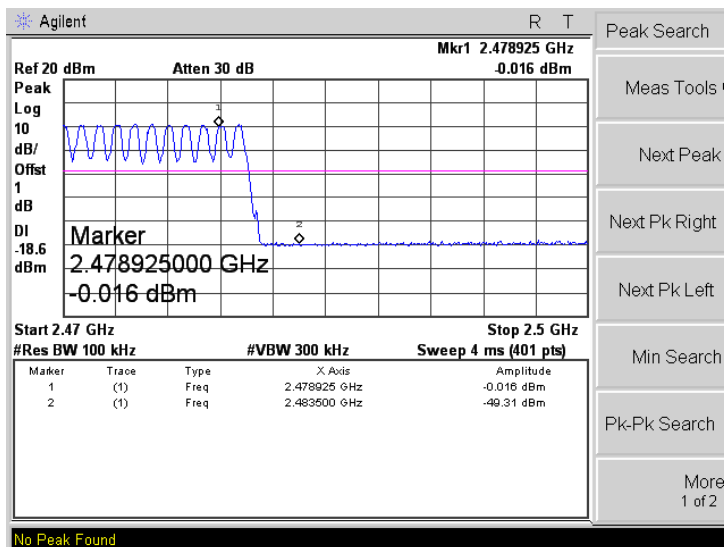 Agilent R T
Mkr1 2.478925 GHz
Ref 20 dBm Atten 30 dB -0.016 dBm
Peak
Log
10
dB/
Offst
1
dB
DI
-18.6
dBm
1
2
Marker
2.478925000 GHz
-0.016 dBm
Start 2.47 GHz Stop 2.5 GHz
#Res BW 100 kHz #VBW 300 kHz Sweep 4 ms (401 pts)
Marker Trace Type X Axis Amplitude
1 (1) Freq 2.478925 GHz -0.016 dBm
2 (1) Freq 2.483500 GHz -49.31 dBm
Peak Search
Meas Tools
Next Peak
Next Pk Right
Next Pk Left
Min Search
Pk-Pk Search
More
1 of 2
No Peak Found